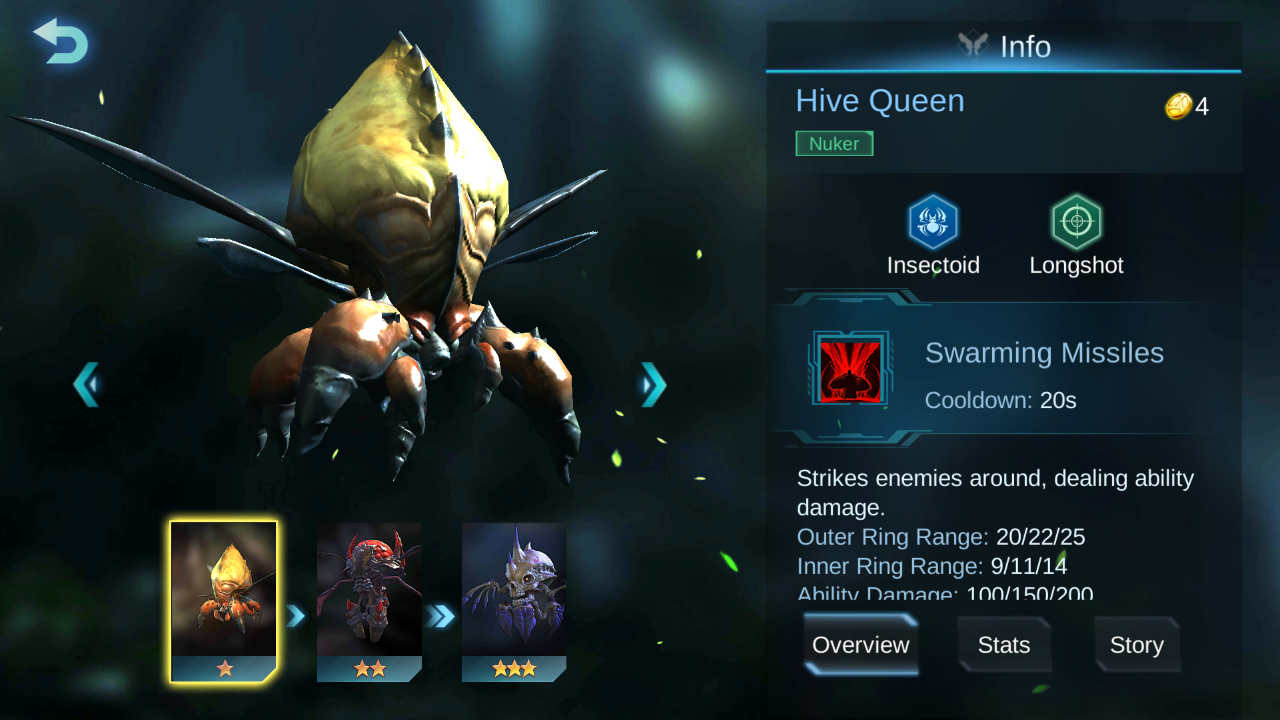 Info
Hive Queen
4
Nuker
Insectoid
Longshot
Swarming Missiles
Cooldown: 20s
Strikes enemies around, dealing ability
damage.
Outer Ring Range: 20/22/25
Inner Ring Range: 9/11/14
Ability Damage: 100/150/200
Overview
Stats
Story